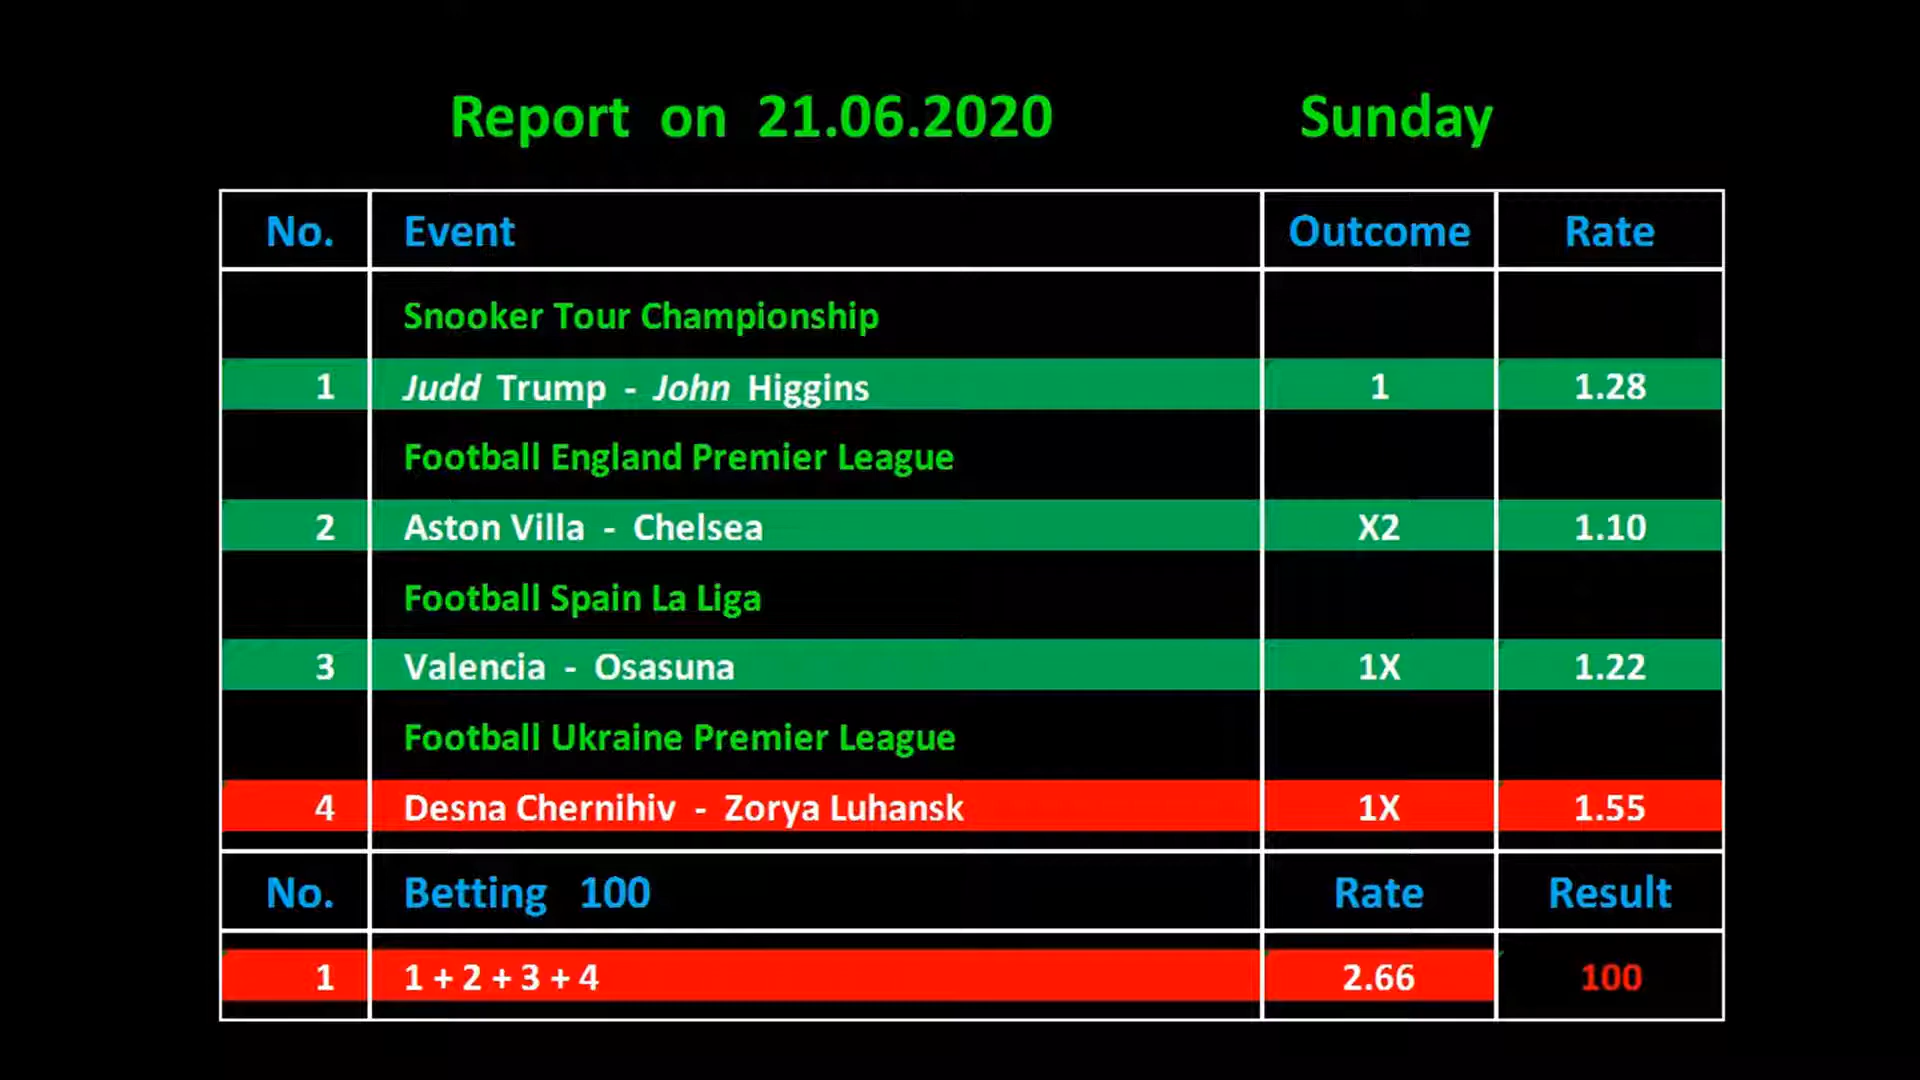 Report on 21.06.2020 Sunday
No. Event Outcome Rate
Snooker Tour Championship
1 Judd Trump - John Higgins 1 1.28
Football England Premier League
2 Aston Villa - Chelsea X2 1.10
Football Spain La Liga
3 Valencia - Osasuna 1X 1.22
Football Ukraine Premier League
4 Desna Chernihiv - Zorya Luhansk 1X 1.55
No. Betting 100 Rate Result
1 1 + 2 + 3 + 4 2.66 100